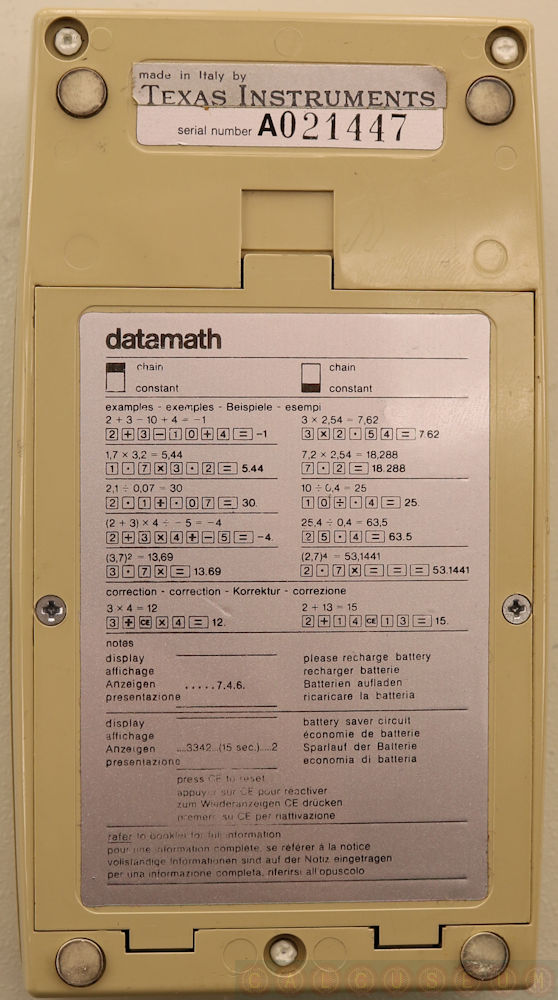 made in Italy by
TEXAS INSTRUMENTS
serial number A021447
datamath
chain
constant
chain
constant
examples - exemples - Beispiele - esempi
2 + 3 - 10 + 4 = -1
2 + 3 - 1 0 + 4 = -1
3 × 2,54 = 7,62
3 × 2 · 5 4 = 7.62
1,7 × 3,2 = 5,44
1 · 7 × 3 · 2 = 5.44
7,2 × 2,54 = 18,288
7 · 2 = 18.288
2,1 ÷ 0,07 = 30
2 · 1 ÷ · 0 7 = 30.
10 ÷ 0,4 = 25
1 0 ÷ · 4 = 25.
(2 + 3) × 4 ÷ - 5 = -4
2 + 3 × 4 ÷ - 5 = -4.
25,4 ÷ 0,4 = 63,5
2 5 · 4 = 63.5
(3,7)² = 13,69
3 · 7 × = 13.69
(2,7)⁴ = 53,1441
2 · 7 × = = = 53.1441
correction - correction - Korrektur - correzione
3 × 4 = 12
3 ÷ CE × 4 = 12.
2 + 13 = 15
2 + 1 4 CE 1 3 = 15.
notes
display
affichage
Anzeigen .....7.4.6.
presentazione
please recharge battery
recharger batterie
Batterien aufladen
ricaricare la batteria
display
affichage
Anzeigen ....3342...(15 sec.)....2
presentazione
battery saver circuit
économie de batterie
Sparlauf der Batterie
economia di batteria
press CE to reset
appuyer sur CE pour réactiver
zum Wiederanzeigen CE drücken
premere su CE per riattivazione
refer to booklet for full information
pour une information complète, se référer à la notice
vollständige Informationen sind auf der Notiz eingetragen
per una informazione completa, riferirsi all'opuscolo
CALCUSEUM